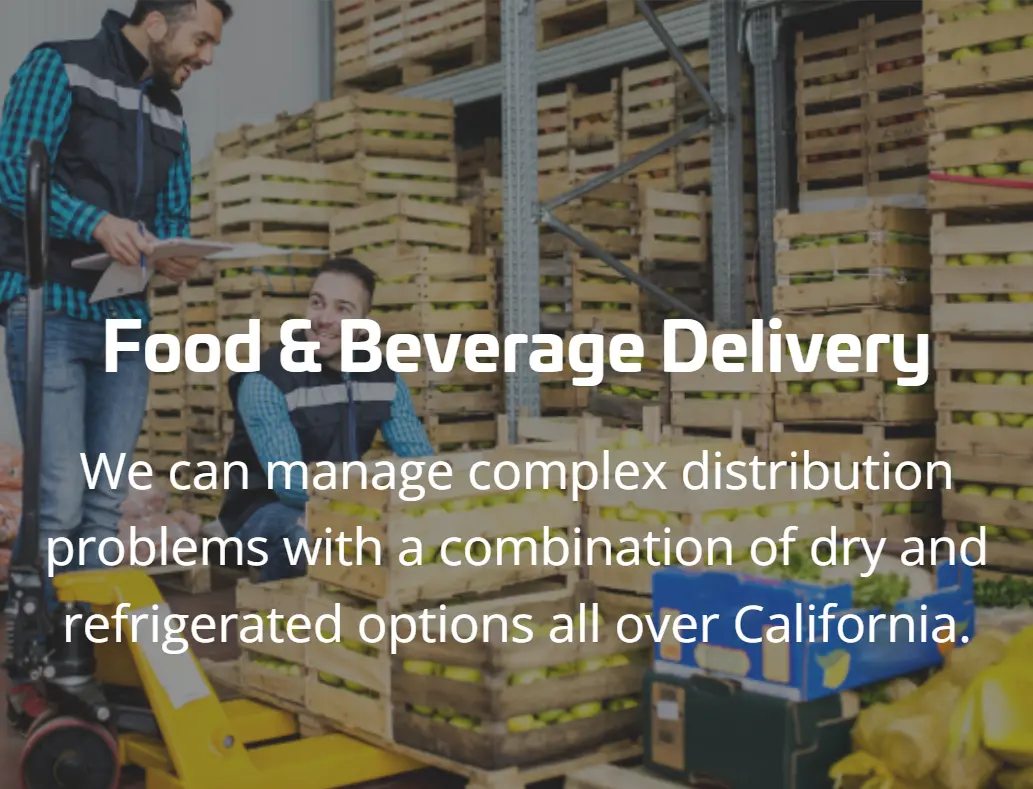 Food & Beverage Delivery
We can manage complex distribution
problems with a combination of dry and
refrigerated options all over California.